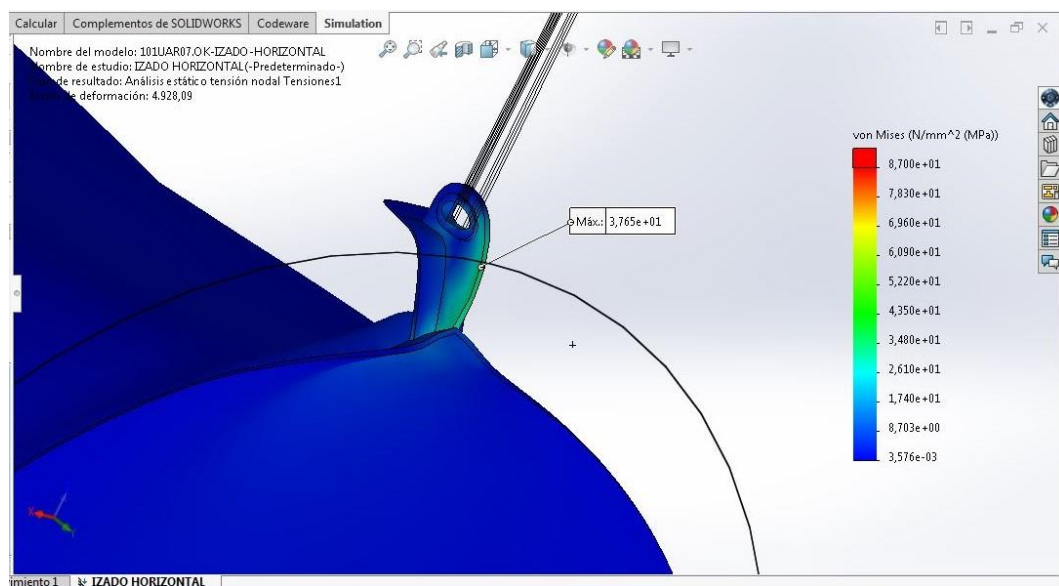 Calcular
Complementos de SOLIDWORKS
Codeware
Simulation
Nombre del modelo: 101UAR07.OK-IZADO-HORIZONTAL
Nombre de estudio: IZADO HORIZONTAL(-Predeterminado-)
de resultado: Análisis estático tensión nodal Tensiones1
de deformación: 4.928,09
von Mises (N/mm^2 (MPa))
8,700e+01
7,830e+01
6,960e+01
6,090e+01
5,220e+01
4,350e+01
3,480e+01
2,610e+01
1,740e+01
8,703e+00
3,576e-03
Máx.: 3,765e+01
X
Y
imiento 1
IZADO HORIZONTAL